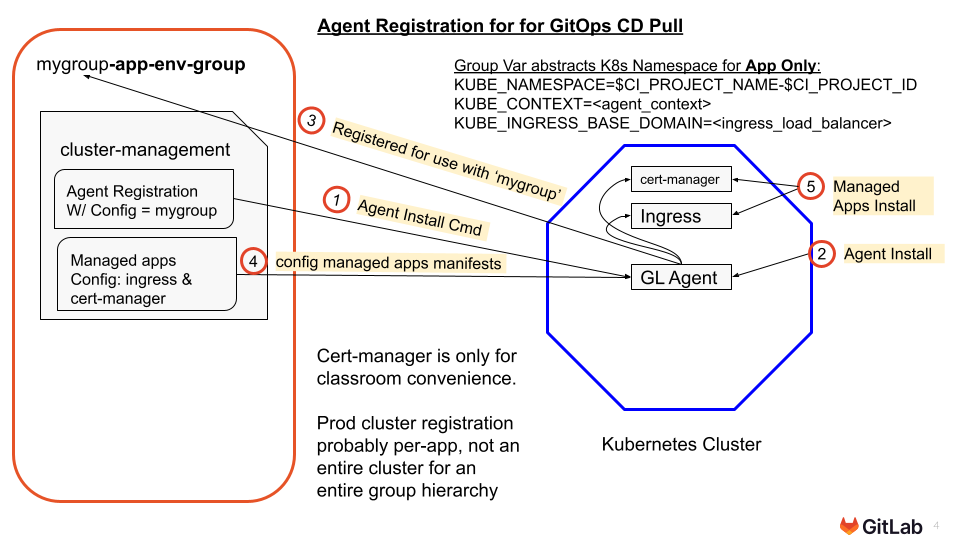 Agent Registration for for GitOps CD Pull
mygroup-app-env-group
Group Var abstracts K8s Namespace for App Only:
KUBE_NAMESPACE=$CI_PROJECT_NAME-$CI_PROJECT_ID
KUBE_CONTEXT=<agent_context>
KUBE_INGRESS_BASE_DOMAIN=<ingress_load_balancer>
cluster-management
Agent Registration
W/ Config = mygroup
Managed apps
Config: ingress &
cert-manager
3
Registered for use with ‘mygroup’
1
Agent Install Cmd
4
config managed apps manifests
cert-manager
Ingress
GL Agent
5
Managed
Apps Install
2
Agent Install
Cert-manager is only for
classroom convenience.
Prod cluster registration
probably per-app, not an
entire cluster for an
entire group hierarchy
Kubernetes Cluster
GitLab
4